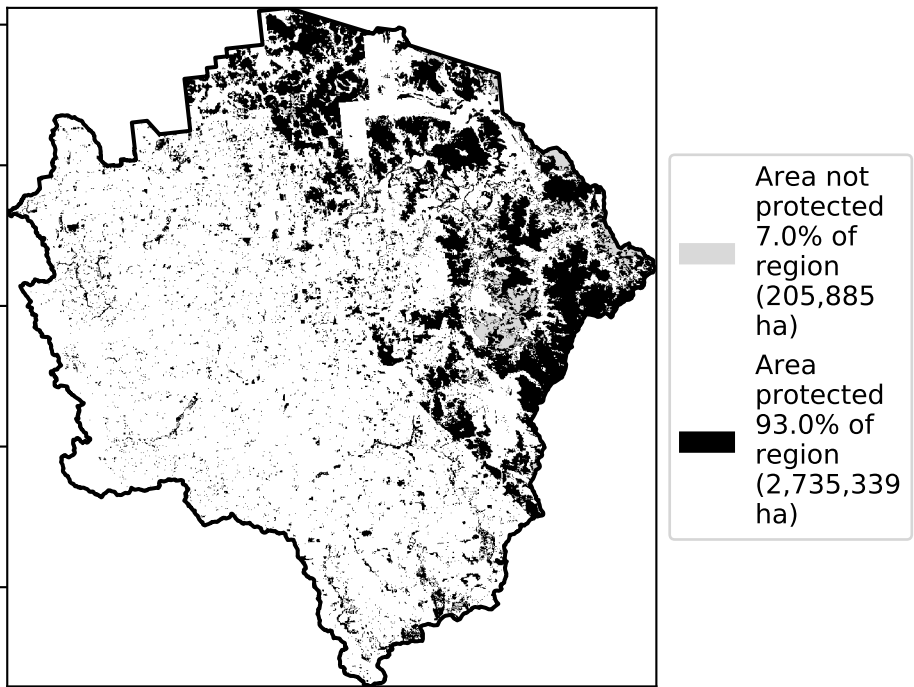 Area not
protected
7.0% of
region
(205,885
ha)
Area
protected
93.0% of
region
(2,735,339
ha)